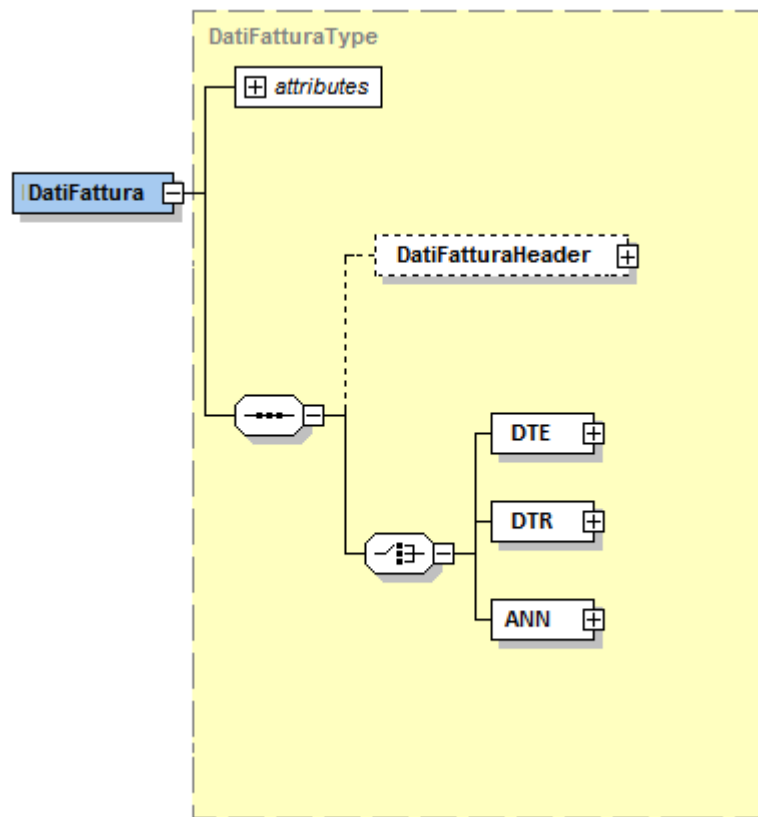 DatiFatturaType
attributes
DatiFattura
DatiFatturaHeader
DTE
DTR
ANN